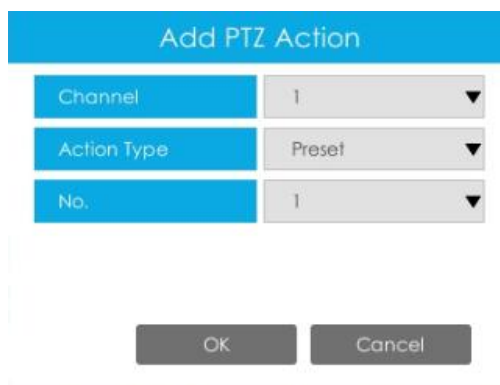 Add PTZ Action
Channel 1
Action Type Preset
No. 1
OK Cancel